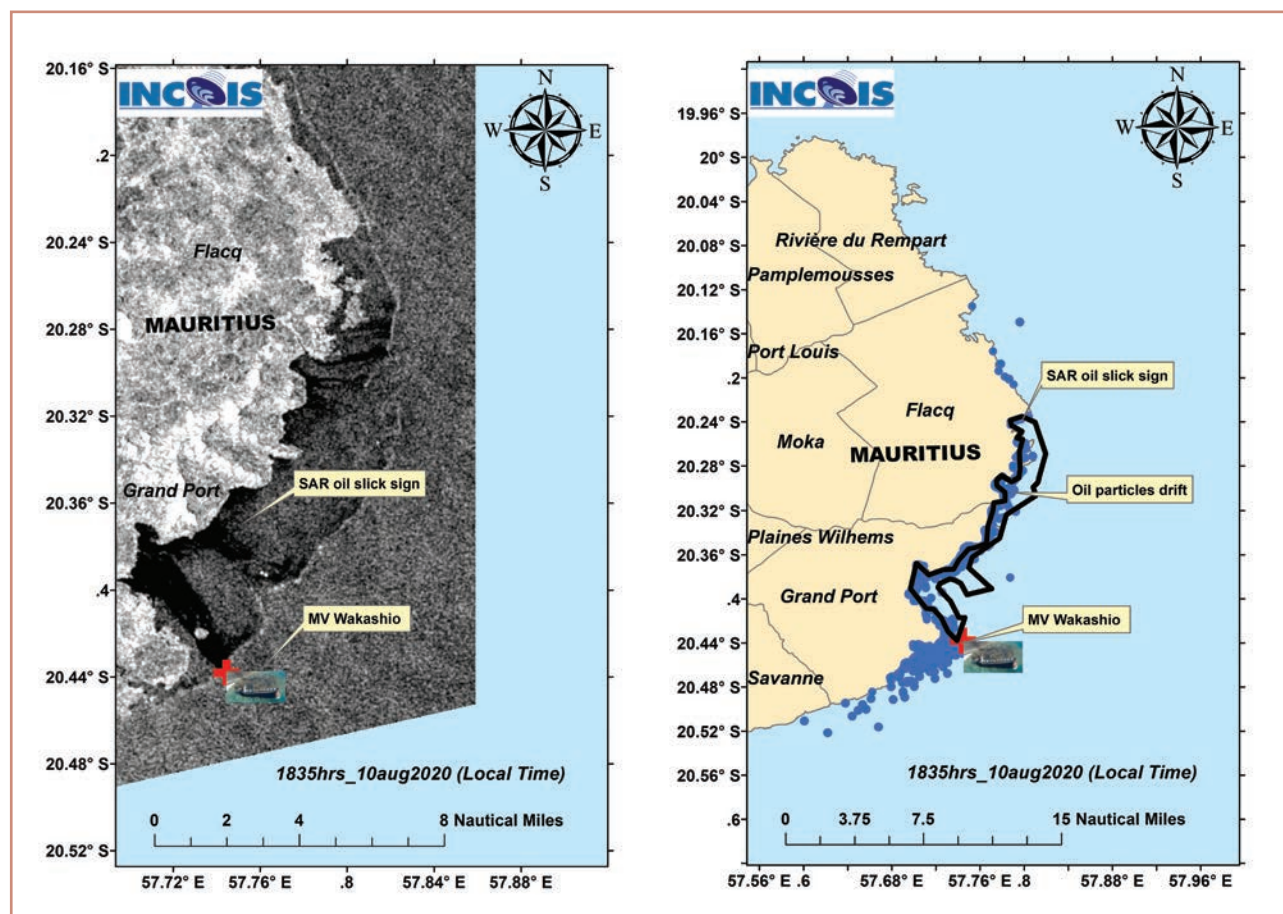 INCOIS
N
W E
S
20.16° S
.2
20.24° S
20.28° S
20.32° S
20.36° S
.4
20.44° S
20.48° S
20.52° S
Flacq
MAURITIUS
SAR oil slick sign
Grand Port
MV Wakashio
1835hrs_10aug2020 (Local Time)
0 2 4 8 Nautical Miles
57.72° E 57.76° E .8 57.84° E 57.88° E
INCOIS
N
W E
S
19.96° S
20° S
20.04° S
20.08° S
20.12° S
20.16° S
.2
20.24° S
20.28° S
20.32° S
20.36° S
.4
20.44° S
20.48° S
20.52° S
20.56° S
.6
Rivière du Rempart
Pamplemousses
Port Louis
SAR oil slick sign
Flacq
Moka
MAURITIUS
Oil particles drift
Plaines Wilhems
Grand Port
MV Wakashio
Savanne
1835hrs_10aug2020 (Local Time)
0 3.75 7.5 15 Nautical Miles
57.56° E .6 57.68° E 57.76° E .8 57.88° E 57.96° E